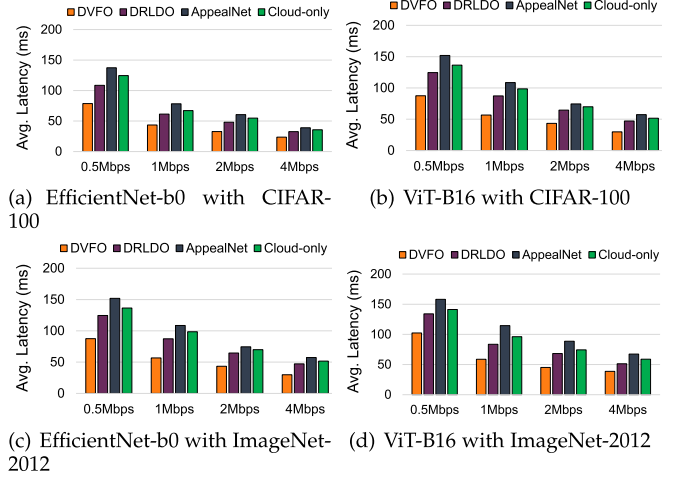 DVFO DRLDO AppealNet Cloud-only
Avg. Latency (ms)
200
150
100
50
0
0.5Mbps 1Mbps 2Mbps 4Mbps
(a) EfficientNet-b0 with CIFAR-
100
DVFO DRLDO AppealNet Cloud-only
Avg. Latency (ms)
200
150
100
50
0
0.5Mbps 1Mbps 2Mbps 4Mbps
(b) ViT-B16 with CIFAR-100
DVFO DRLDO AppealNet Cloud-only
Avg. Latency (ms)
200
150
100
50
0
0.5Mbps 1Mbps 2Mbps 4Mbps
(c) EfficientNet-b0 with ImageNet-
2012
DVFO DRLDO AppealNet Cloud-only
Avg. Latency (ms)
200
150
100
50
0
0.5Mbps 1Mbps 2Mbps 4Mbps
(d) ViT-B16 with ImageNet-2012